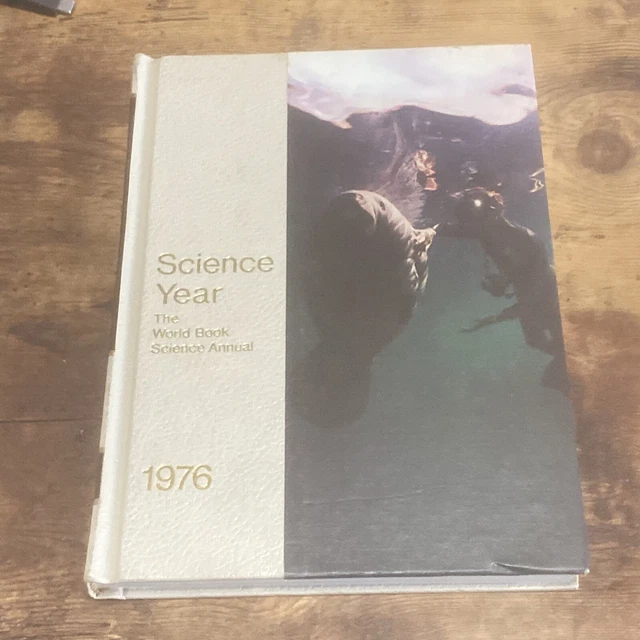 Science
Year
The
World Book
Science Annual
1976